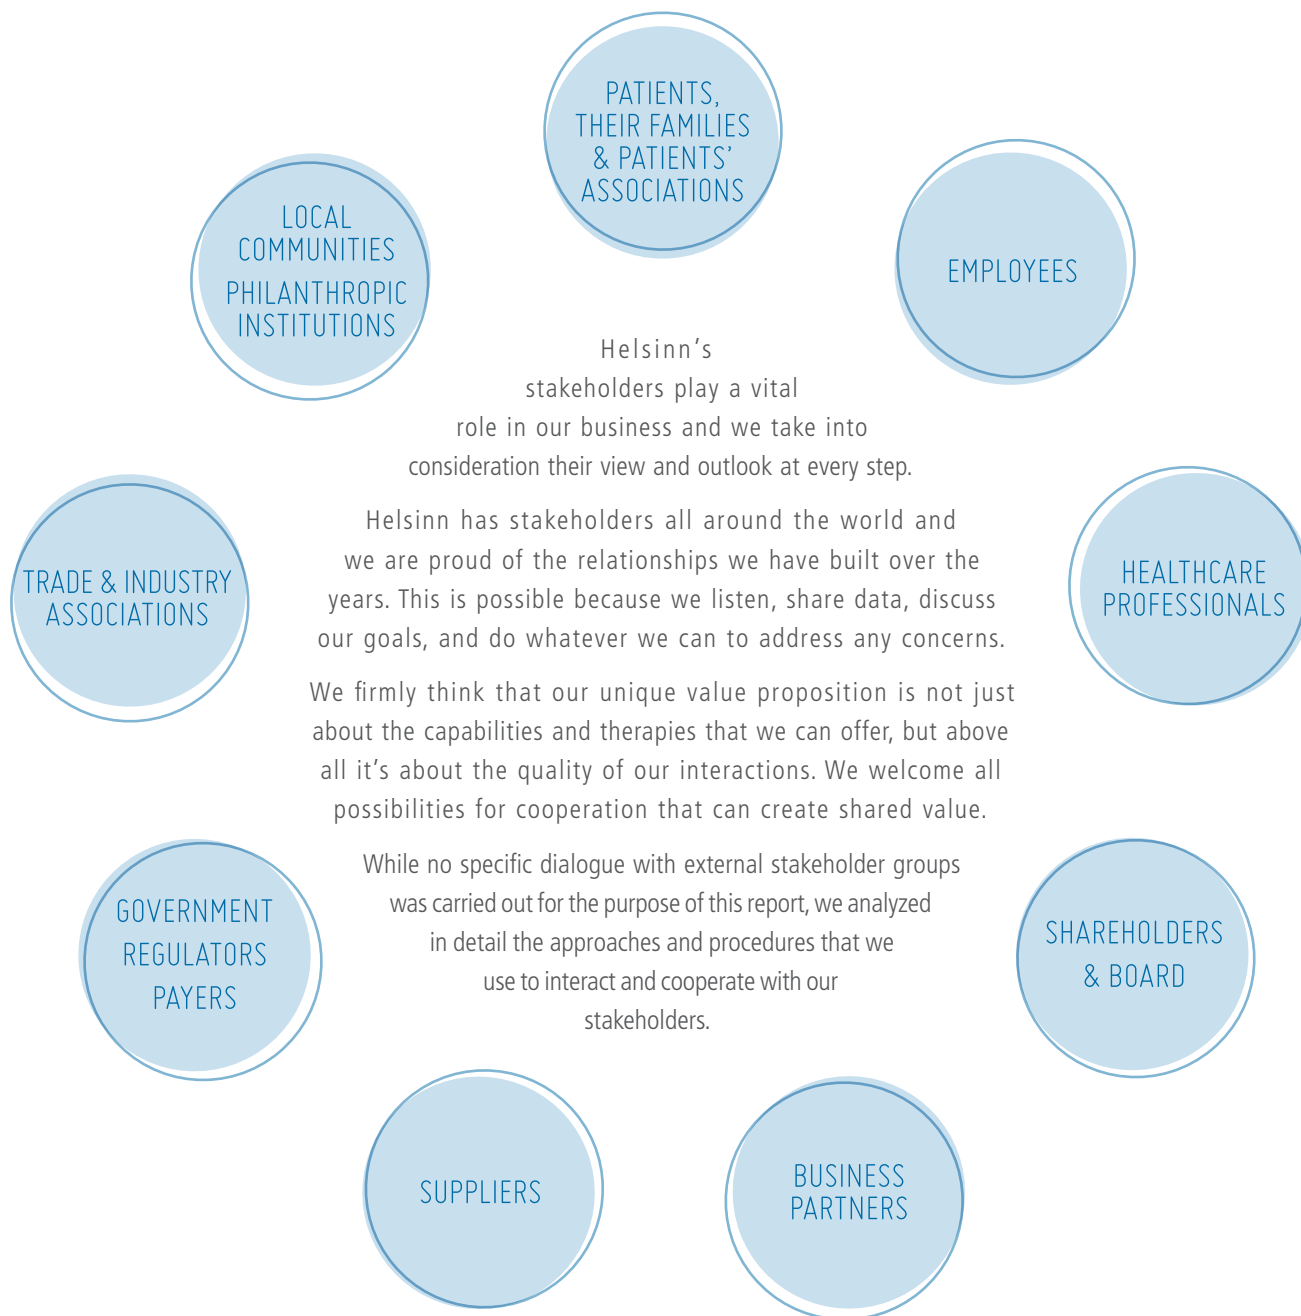 PATIENTS,
THEIR FAMILIES
& PATIENTS’
ASSOCIATIONS
LOCAL
COMMUNITIES
PHILANTHROPIC
INSTITUTIONS
EMPLOYEES
Helsinn’s
stakeholders play a vital
role in our business and we take into
consideration their view and outlook at every step.
Helsinn has stakeholders all around the world and
we are proud of the relationships we have built over the
years. This is possible because we listen, share data, discuss
our goals, and do whatever we can to address any concerns.
We firmly think that our unique value proposition is not just
about the capabilities and therapies that we can offer, but above
all it’s about the quality of our interactions. We welcome all
possibilities for cooperation that can create shared value.
While no specific dialogue with external stakeholder groups
was carried out for the purpose of this report, we analyzed
in detail the approaches and procedures that we
use to interact and cooperate with our
stakeholders.
TRADE & INDUSTRY
ASSOCIATIONS
HEALTHCARE
PROFESSIONALS
GOVERNMENT
REGULATORS
PAYERS
SHAREHOLDERS
& BOARD
SUPPLIERS
BUSINESS
PARTNERS